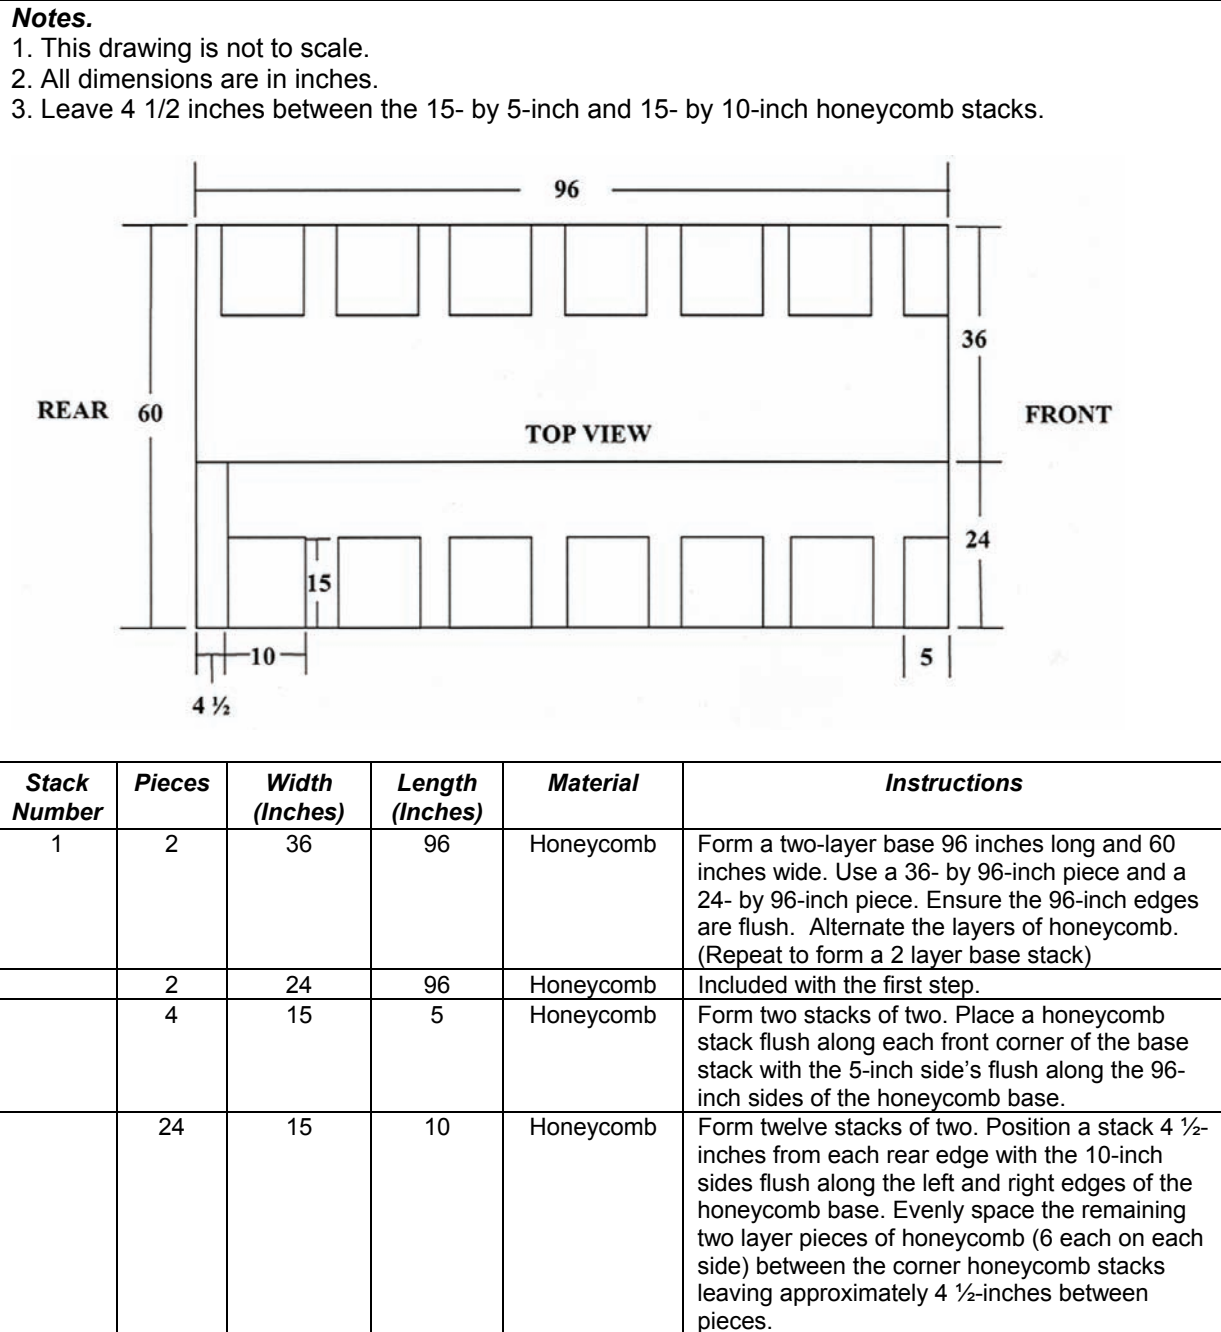 Notes.
1. This drawing is not to scale.
2. All dimensions are in inches.
3. Leave 4 1/2 inches between the 15- by 5-inch and 15- by 10-inch honeycomb stacks.
96
36
REAR 60
FRONT
TOP VIEW
24
15
10
5
4 ½
Stack Number Pieces Width (Inches) Length (Inches) Material Instructions
1 2 36 96 Honeycomb Form a two-layer base 96 inches long and 60
inches wide. Use a 36- by 96-inch piece and a
24- by 96-inch piece. Ensure the 96-inch edges
are flush.  Alternate the layers of honeycomb.
(Repeat to form a 2 layer base stack)
2 24 96 Honeycomb Included with the first step.
4 15 5 Honeycomb Form two stacks of two. Place a honeycomb
stack flush along each front corner of the base
stack with the 5-inch side’s flush along the 96-
inch sides of the honeycomb base.
24 15 10 Honeycomb Form twelve stacks of two. Position a stack 4 ½-
inches from each rear edge with the 10-inch
sides flush along the left and right edges of the
honeycomb base. Evenly space the remaining
two layer pieces of honeycomb (6 each on each
side) between the corner honeycomb stacks
leaving approximately 4 ½-inches between
pieces.